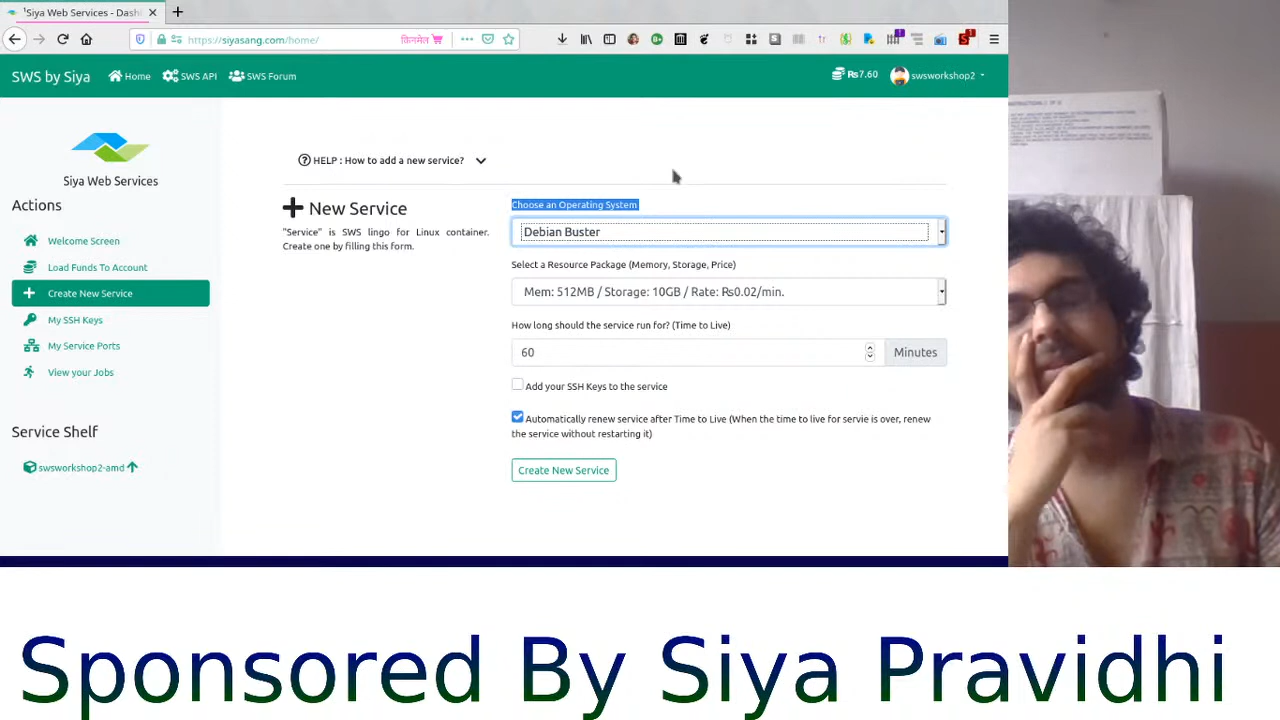 ¹Siya Web Services - Dashl
https://siyasang.com/home/
किनमेल
SWS by Siya
Home
SWS API
SWS Forum
₨7.60
swsworkshop2
Siya Web Services
Actions
Welcome Screen
Load Funds To Account
Create New Service
My SSH Keys
My Service Ports
View your Jobs
Service Shelf
swsworkshop2-amd
HELP : How to add a new service?
New Service
"Service" is SWS lingo for Linux container.
Create one by filling this form.
Choose an Operating System
Debian Buster
Select a Resource Package (Memory, Storage, Price)
Mem: 512MB / Storage: 10GB / Rate: ₨0.02/min.
How long should the service run for? (Time to Live)
60
Minutes
Add your SSH Keys to the service
Automatically renew service after Time to Live (When the time to live for servie is over, renew
the service without restarting it)
Create New Service
Sponsored By Siya Pravidhi